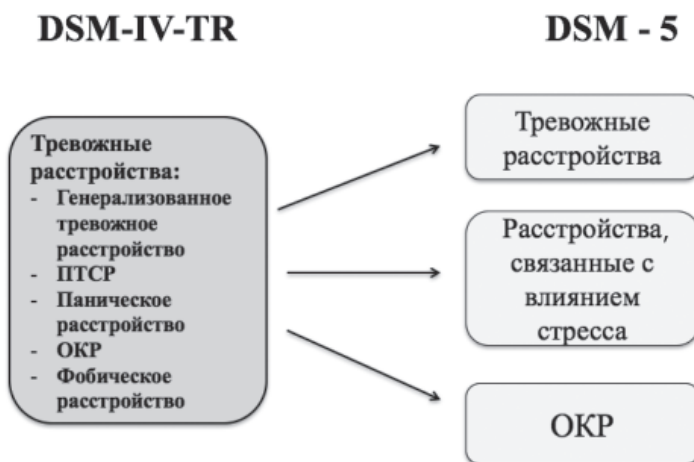 DSM-IV-TR
DSM - 5
Тревожные
расстройства:
- Генерализованное
тревожное
расстройство
- ПТСР
- Паническое
расстройство
- ОКР
- Фобическое
расстройство
Тревожные
расстройства
Расстройства,
связанные с
влиянием
стресса
ОКР